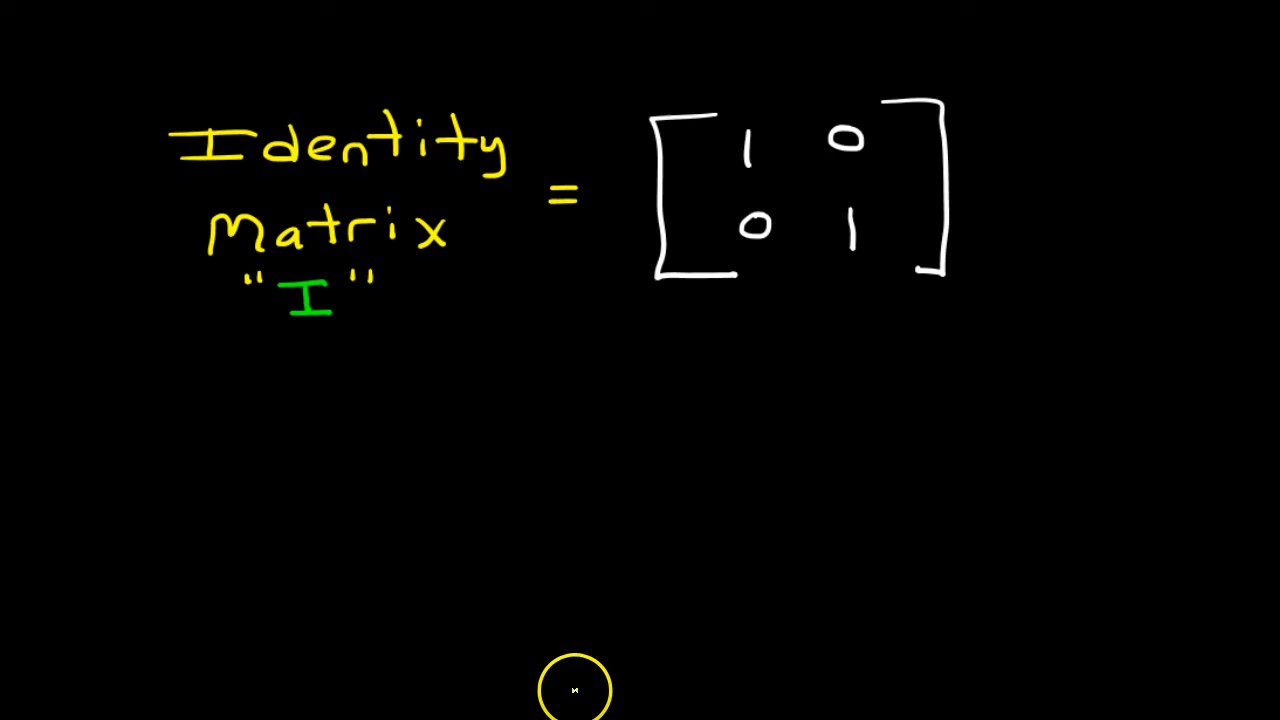 Identity
Matrix
"I"
=
1 0
0 1